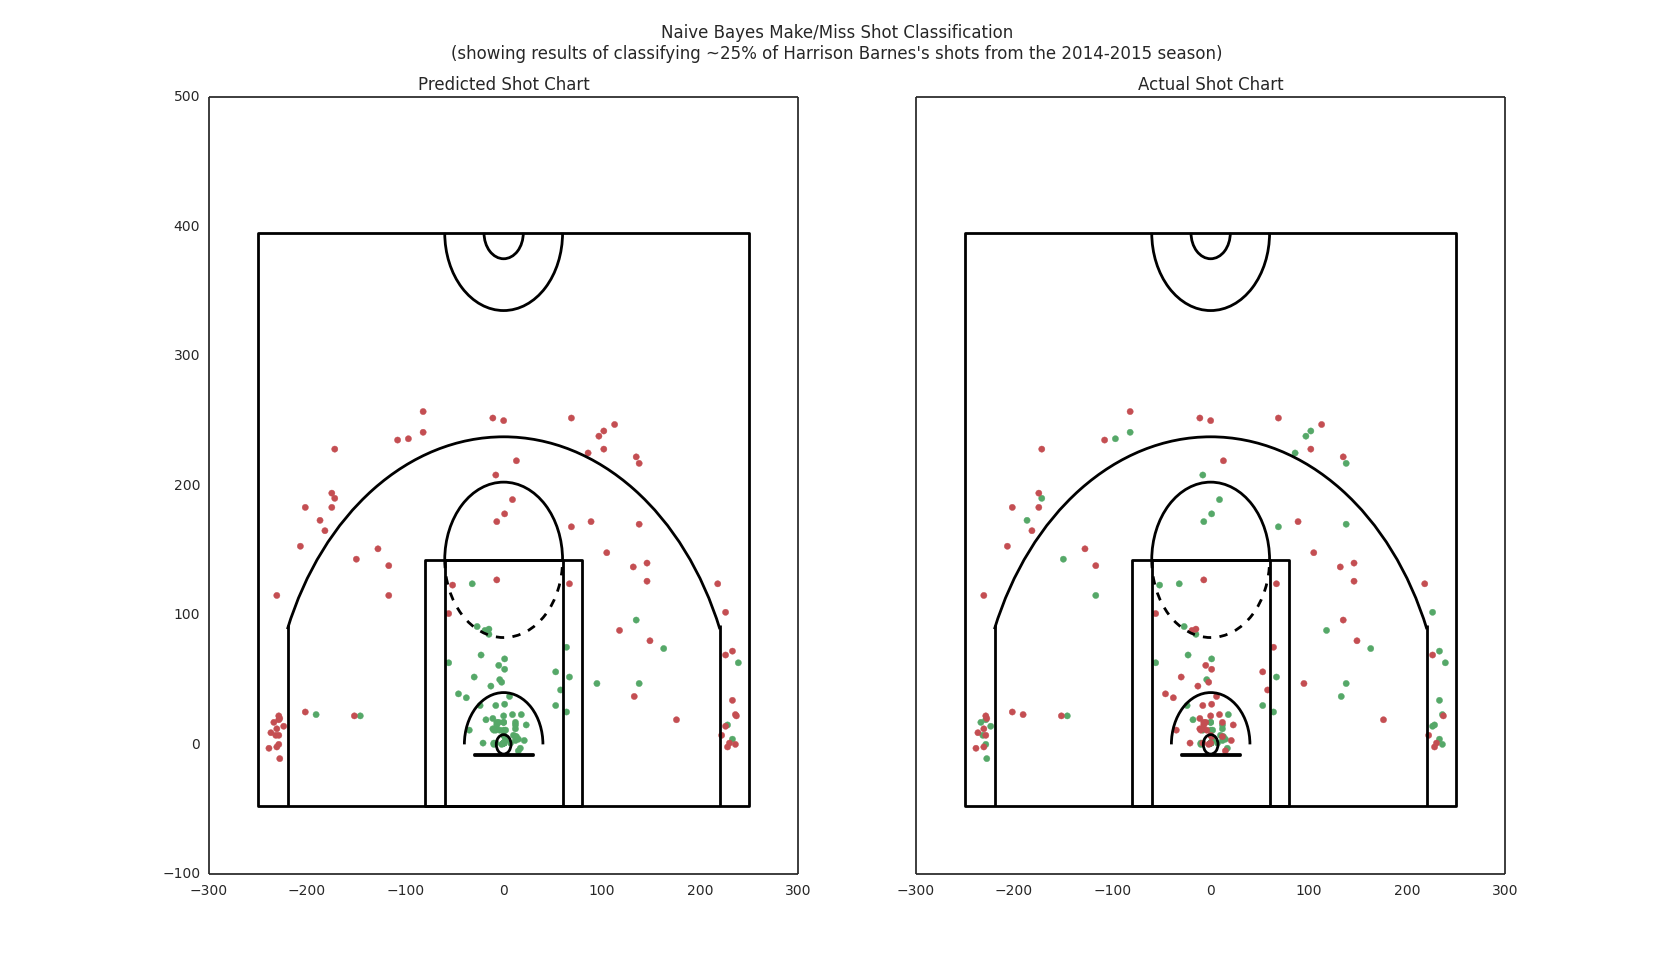 Naive Bayes Make/Miss Shot Classification
(showing results of classifying ~25% of Harrison Barnes's shots from the 2014-2015 season)
Predicted Shot Chart
Actual Shot Chart
500
400
300
200
100
0
−100
−300 −200 −100 0 100 200 300
−300 −200 −100 0 100 200 300